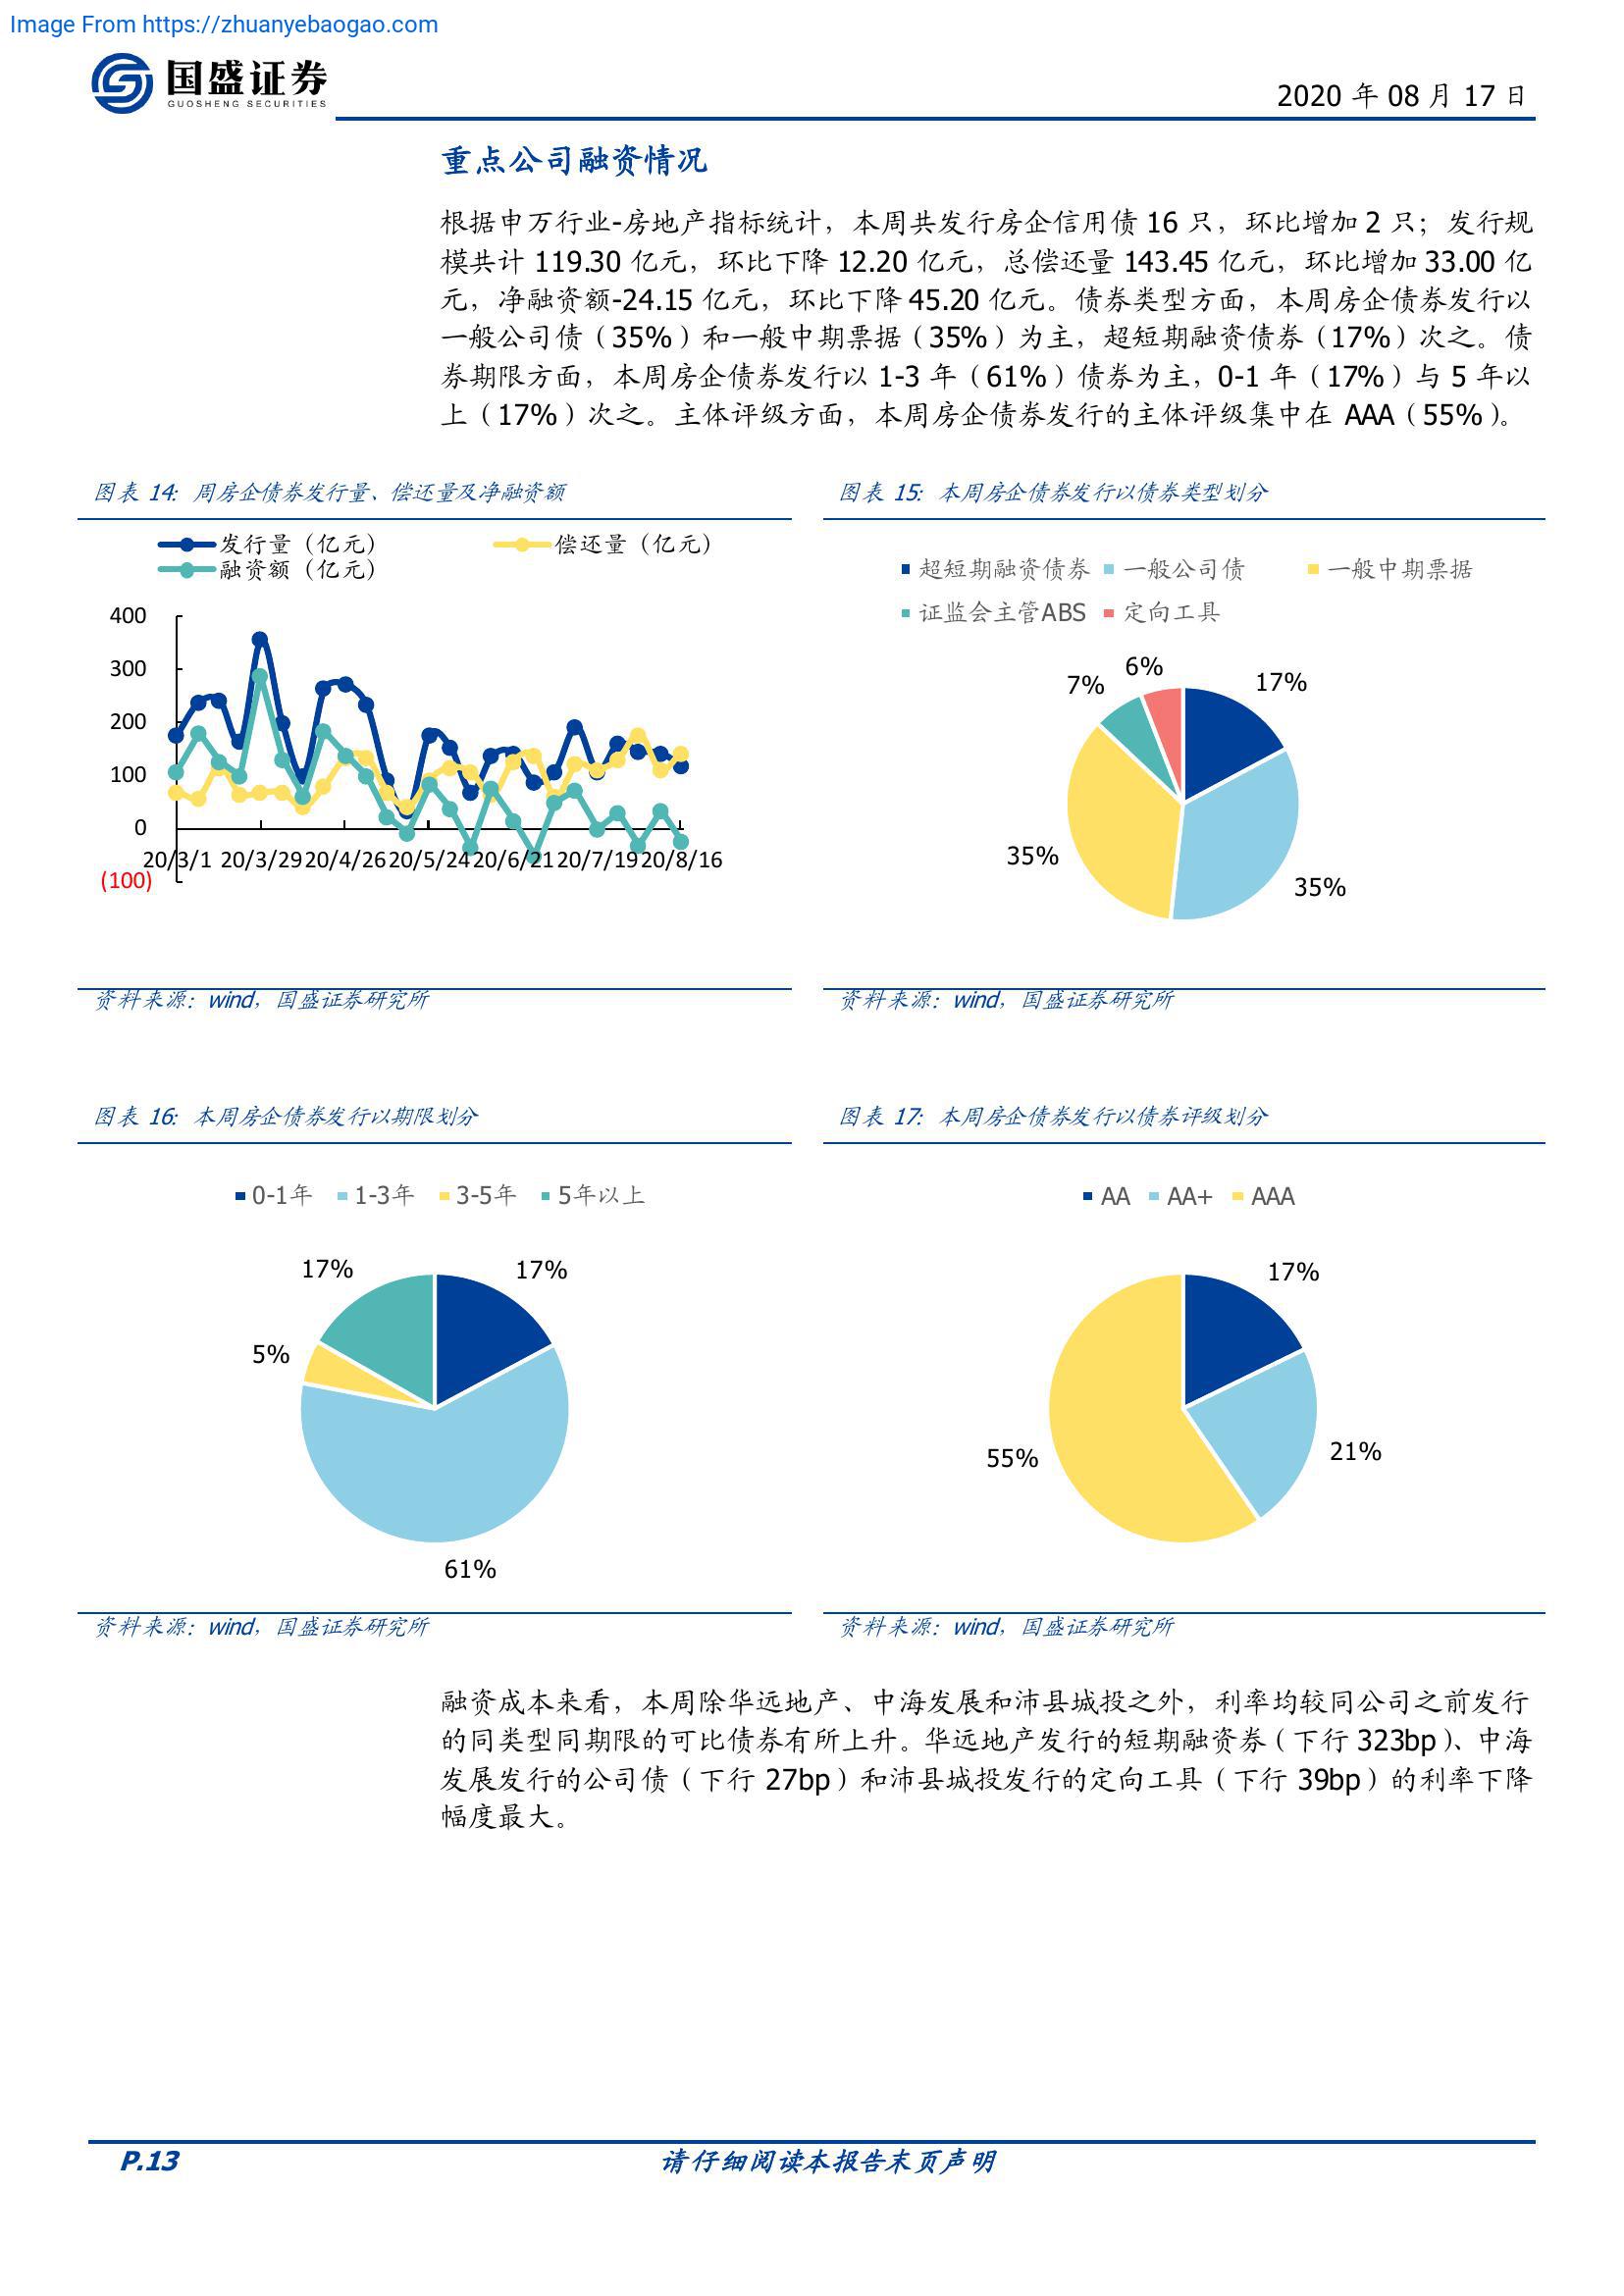 Image From https://zhuanyebaogao.com
国盛证券
GUOSHENG SECURITIES
2020 年 08 月 17 日
重点公司融资情况
根据申万行业-房地产指标统计，本周共发行房企信用债 16 只，环比增加 2 只；发行规
模共计 119.30 亿元，环比下降 12.20 亿元，总偿还量 143.45 亿元，环比增加 33.00 亿
元，净融资额-24.15 亿元，环比下降 45.20 亿元。债券类型方面，本周房企债券发行以
一般公司债（35%）和一般中期票据（35%）为主，超短期融资债券（17%）次之。债
券期限方面，本周房企债券发行以 1-3 年（61%）债券为主，0-1 年（17%）与 5 年以
上（17%）次之。主体评级方面，本周房企债券发行的主体评级集中在 AAA（55%）。
图表 14：周房企债券发行量、偿还量及净融资额
发行量（亿元） 偿还量（亿元）
融资额（亿元）
400
300
200
100
0
20/3/1 20/3/29 20/4/26 20/5/24 20/6/21 20/7/19 20/8/16
(100)
资料来源：wind，国盛证券研究所
图表 15：本周房企债券发行以债券类型划分
超短期融资债券 一般公司债 一般中期票据
证监会主管ABS 定向工具
6%
7% 17%
35%
35%
资料来源：wind，国盛证券研究所
图表 16：本周房企债券发行以期限划分
0-1年 1-3年 3-5年 5年以上
17% 17%
5%
61%
资料来源：wind，国盛证券研究所
图表 17：本周房企债券发行以债券评级划分
AA AA+ AAA
17%
21%
55%
资料来源：wind，国盛证券研究所
融资成本来看，本周除华远地产、中海发展和沛县城投之外，利率均较同公司之前发行
的同类型同期限的可比债券有所上升。华远地产发行的短期融资券（下行 323bp）、中海
发展发行的公司债（下行 27bp）和沛县城投发行的定向工具（下行 39bp）的利率下降
幅度最大。
P.13 请仔细阅读本报告末页声明